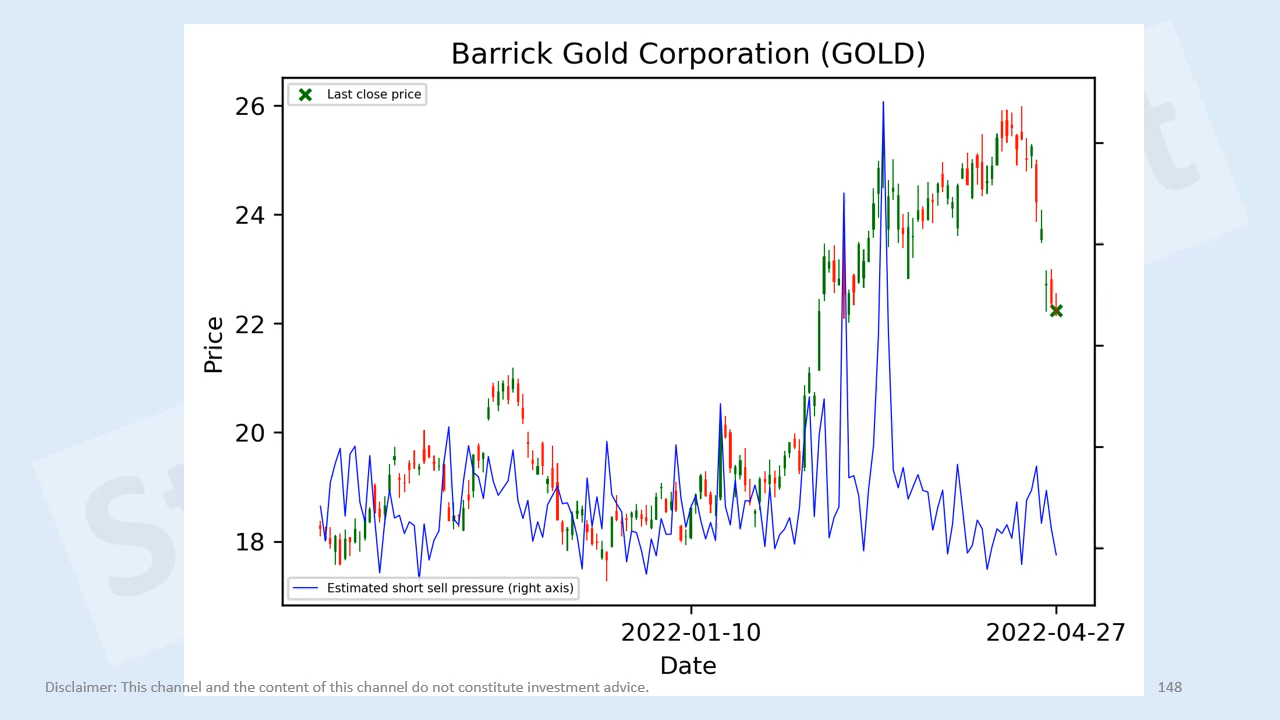 Barrick Gold Corporation (GOLD)
Last close price
26
24
22
20
18
Price
Estimated short sell pressure (right axis)
2022-01-10
2022-04-27
Date
Disclaimer: This channel and the content of this channel do not constitute investment advice.
148